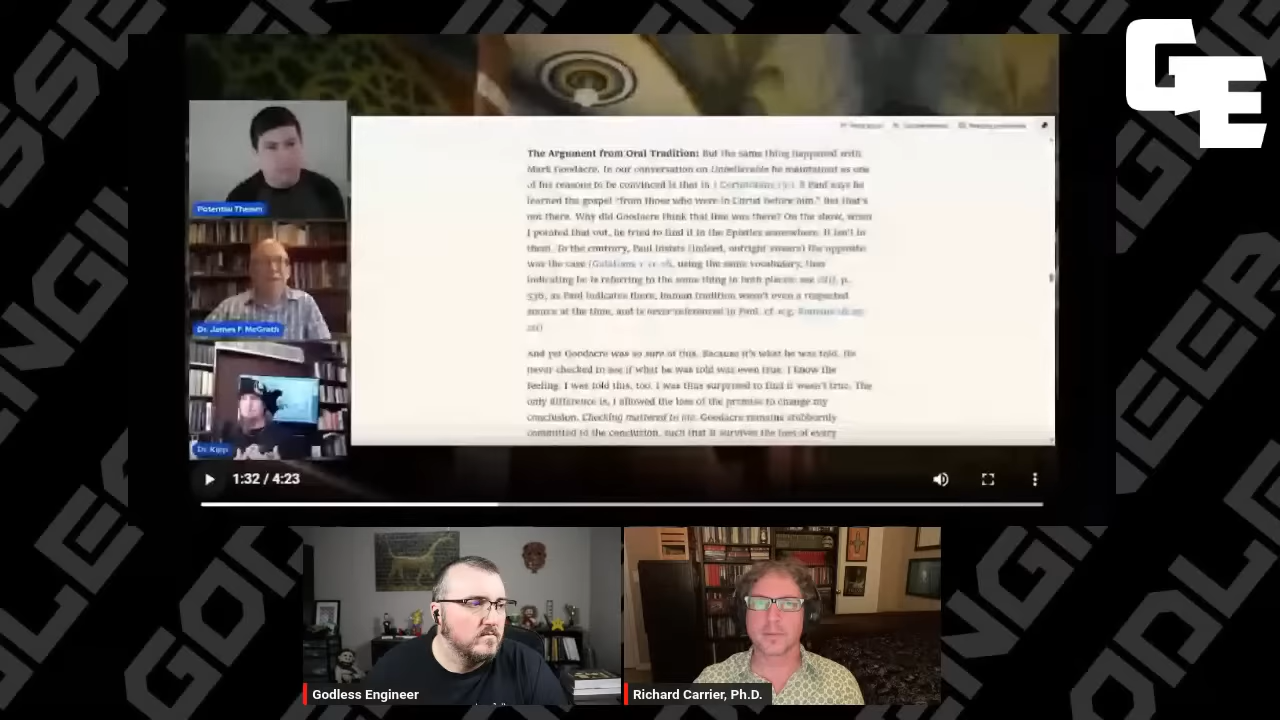 GE
The Argument from Oral Tradition: But the same thing happened with
Mark Goodacre. In our conversation on Unbelievable he maintained as one
of his reasons to be convinced is that in 1 Corinthians 15:1-8 Paul says he
learned the gospel "from those who were in Christ before him." But that's
not there. Why did Goodacre think that line was there? On the show, when
I pointed that out, he tried to find it in the Epistles somewhere. It isn't in
them. To the contrary, Paul insists (indeed, outright swears) the opposite
was the case (Galatians using the same vocabulary, thus
indicating he is referring to the same thing in both places: see p.
536, as Paul indicates there, human tradition wasn't even a respected
source at the time, and is never referenced in Paul. cf. e.g. Romans
And yet Goodacre was so sure of this. Because it's what he was told. He
never checked to see if what he was told was even true. I know the
feeling. I was told this, too. I was thus surprised to find it wasn't true. The
only difference is, I allowed the loss of the premise to change my
conclusion. Checking mattered to me. Goodacre remains stubbornly
committed to the conclusion, such that it survives the loss of every
Potential Theism
Dr. James F. McGrath
Dr. Kipp
1:32 / 4:23
Godless Engineer
Richard Carrier, Ph.D.